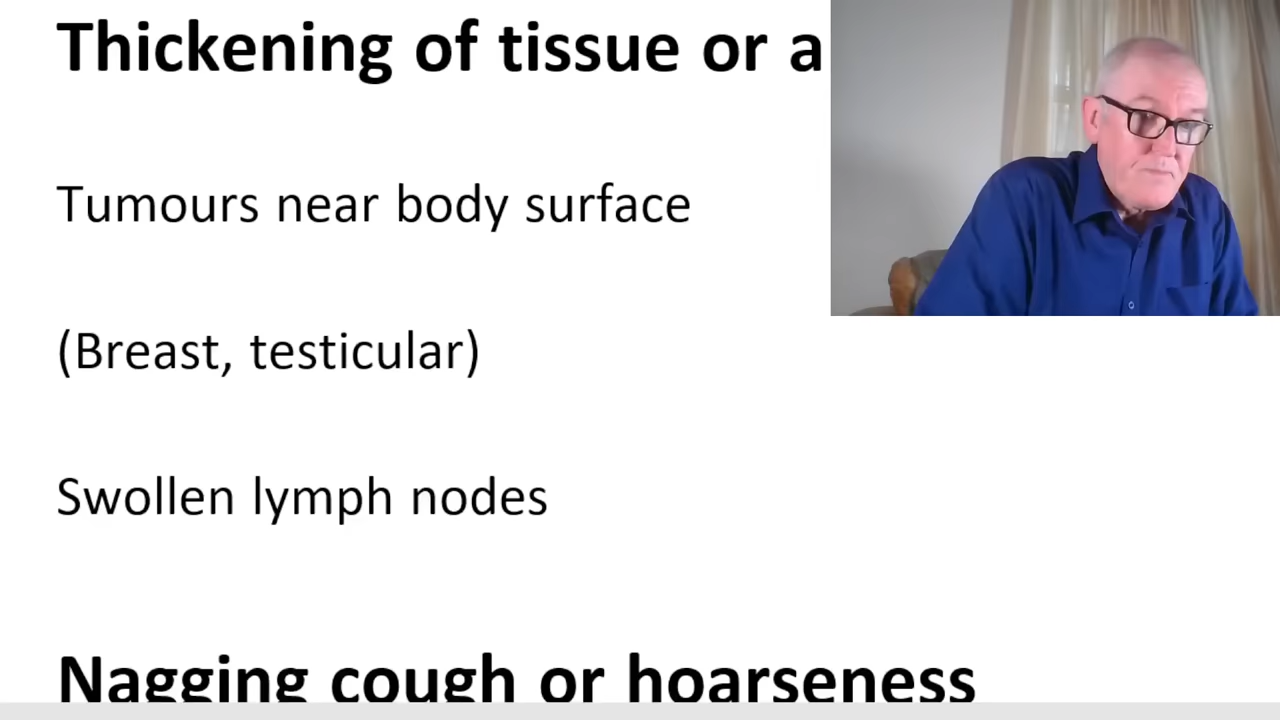 Thickening of tissue or a
Tumours near body surface
(Breast, testicular)
Swollen lymph nodes
Nagging cough or hoarseness